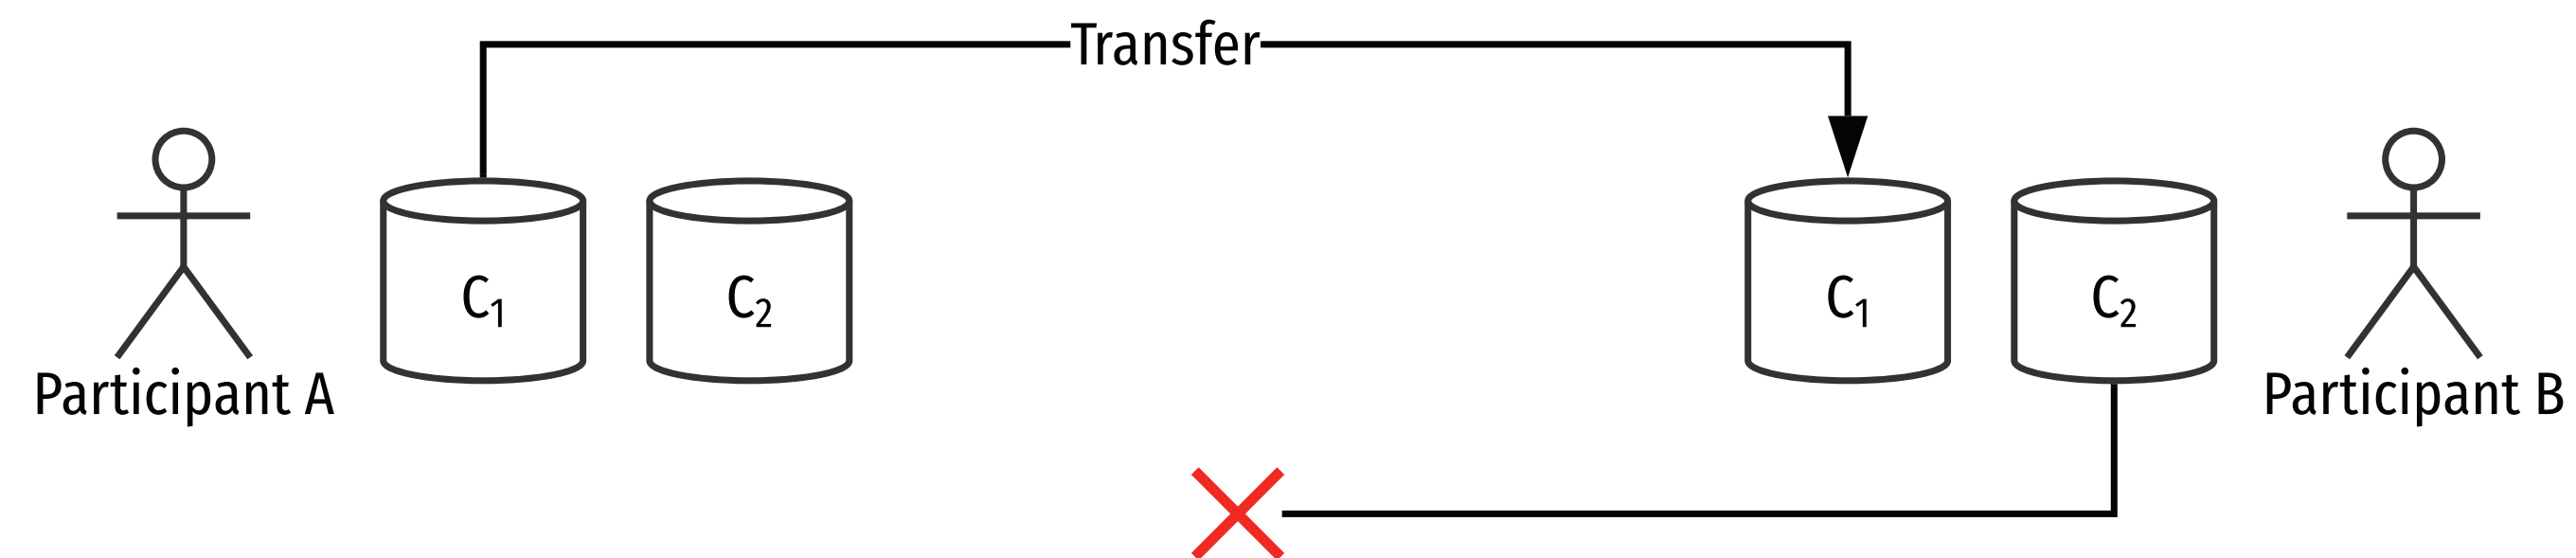 Transfer
C₁
C₂
C₁
C₂
Participant A
Participant B